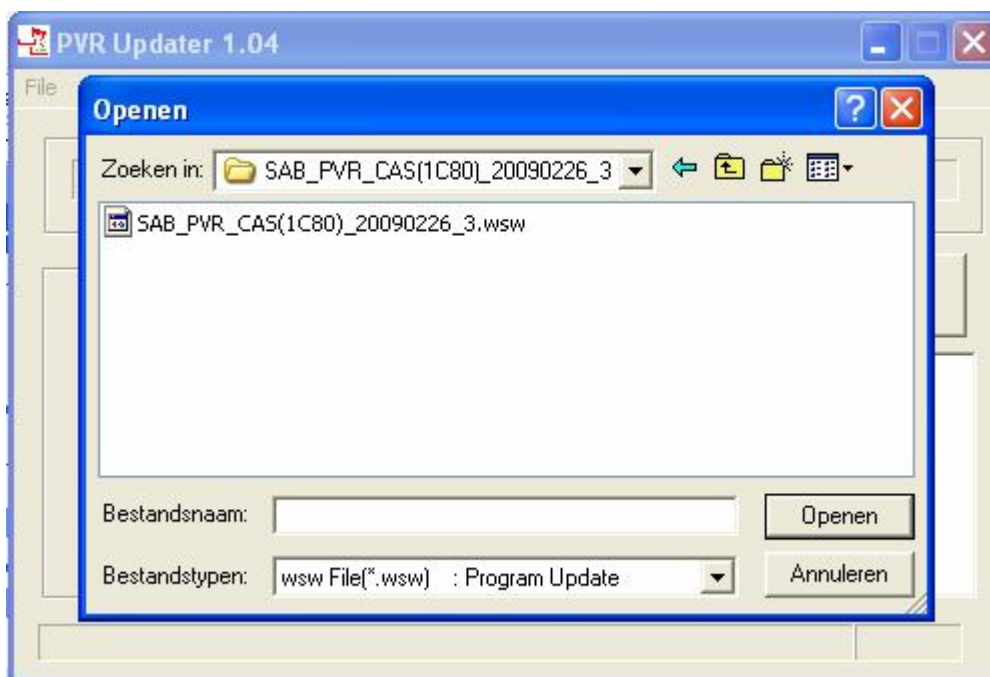 PVR Updater 1.04
File
Openen
Zoeken in: SAB_PVR_CAS(1C80)_20090226_3
SAB_PVR_CAS(1C80)_20090226_3.wsw
Bestandsnaam:
Openen
Bestandstypen: wsw File(*.wsw) : Program Update
Annuleren